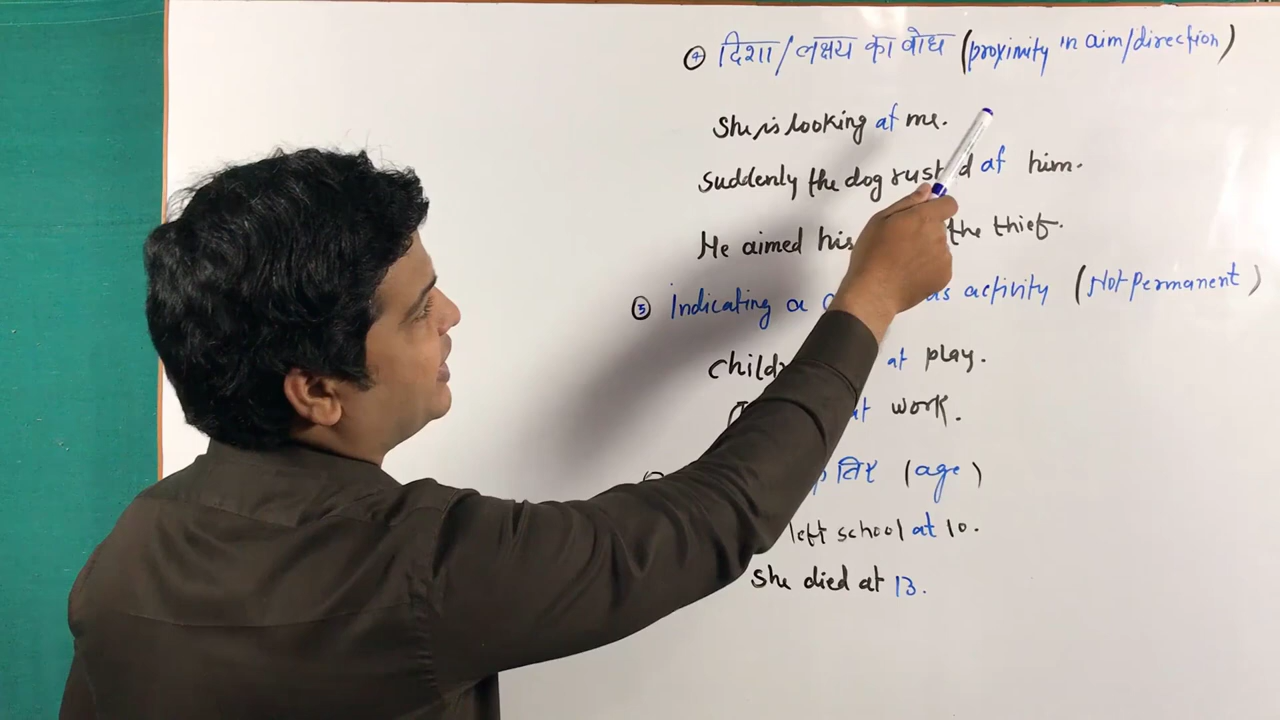 ④ दिशा/लक्षय का बोध (proximity in aim/direction)
She is looking at me.
Suddenly the dog at him.
He aimed his the thief.
⑤ Indicating a activity (Not Permanent)
at play.
at work.
(age)
left school at 10.
She died at 13.